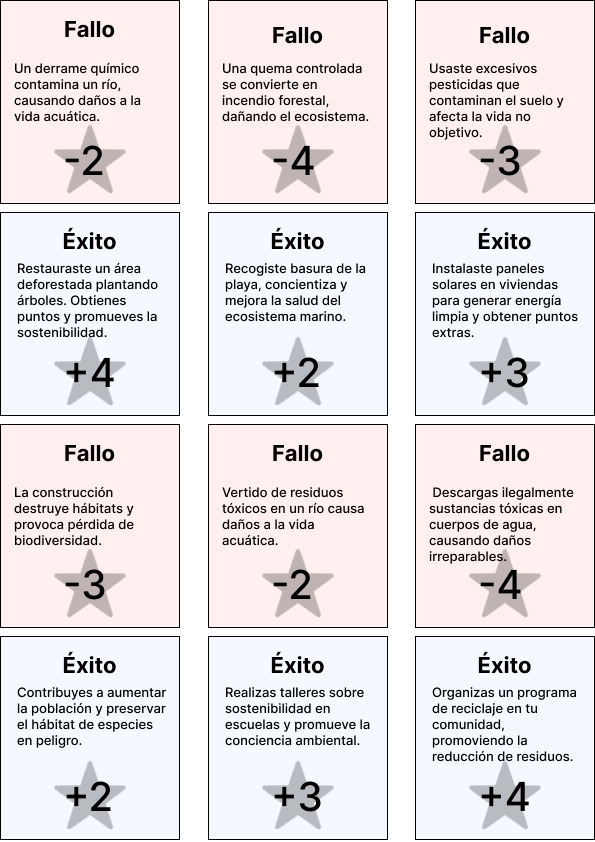 Fallo
Un derrame químico
contamina un río,
causando daños a la
vida acuática.
-2
Fallo
Una quema controlada
se convierte en
incendio forestal,
dañando el ecosistema.
-4
Fallo
Usaste excesivos
pesticidas que
contaminan el suelo y
afecta la vida no
objetivo.
-3
Éxito
Restauraste un área
deforestada plantando
árboles. Obtienes
puntos y promueves la
sostenibilidad.
+4
Éxito
Recogiste basura de la
playa, concientiza y
mejora la salud del
ecosistema marino.
+2
Éxito
Instalaste paneles
solares en viviendas
para generar energía
limpia y obtener puntos
extras.
+3
Fallo
La construcción
destruye hábitats y
provoca pérdida de
biodiversidad.
-3
Fallo
Vertido de residuos
tóxicos en un río causa
daños a la vida
acuática.
-2
Fallo
Descargas ilegalmente
sustancias tóxicas en
cuerpos de agua,
causando daños
irreparables.
-4
Éxito
Contribuyes a aumentar
la población y preservar
el hábitat de especies
en peligro.
+2
Éxito
Realizas talleres sobre
sostenibilidad en
escuelas y promueve la
conciencia ambiental.
+3
Éxito
Organizas un programa
de reciclaje en tu
comunidad,
promoviendo la
reducción de residuos.
+4